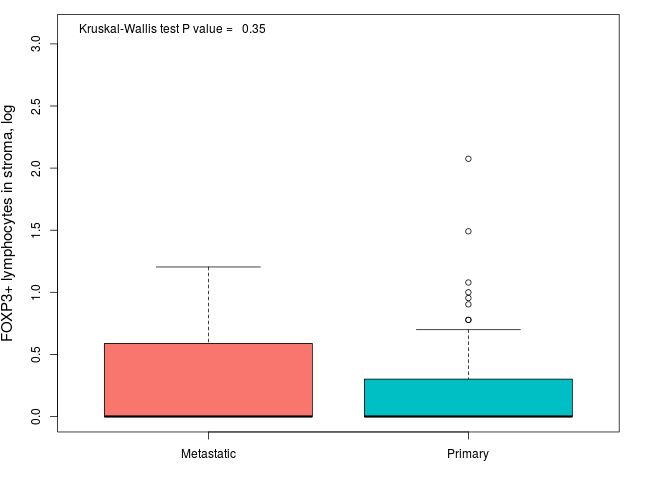 Kruskal-Wallis test P value = 0.35
FOXP3+ lymphocytes in stroma, log
3.0
2.5
2.0
1.5
1.0
0.5
0.0
Metastatic Primary